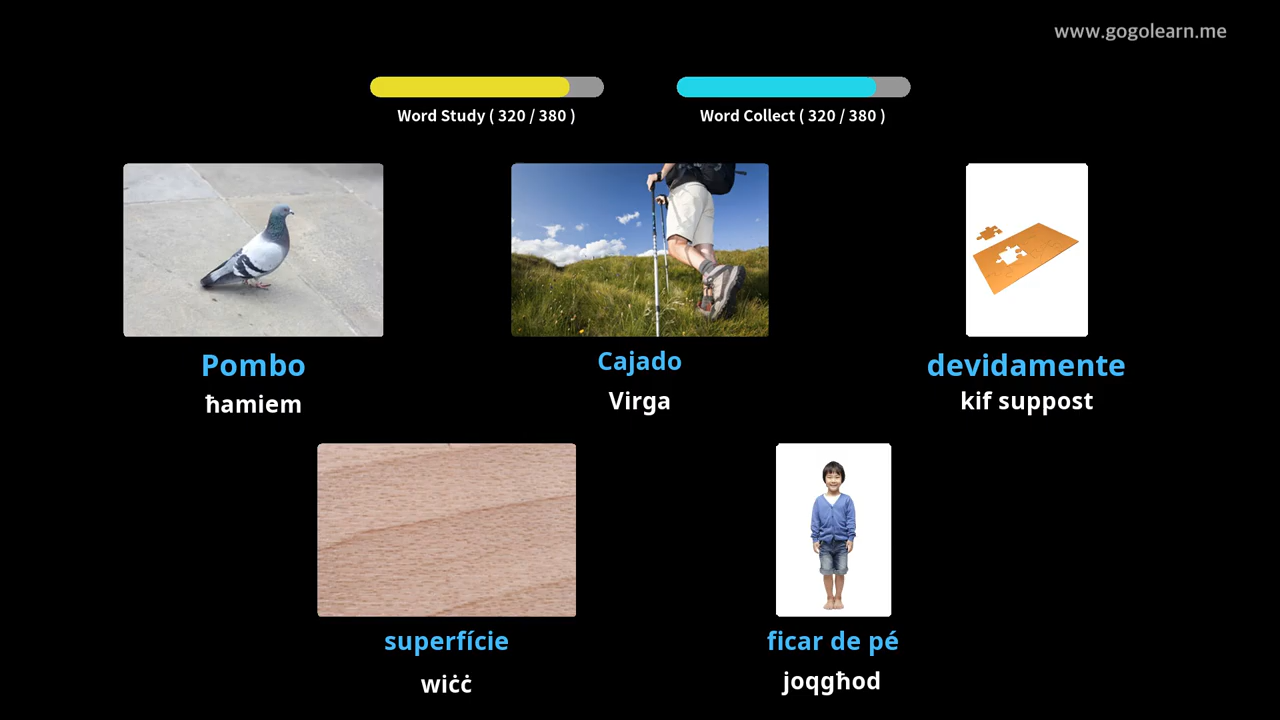 www.gogolearn.me
Word Study ( 320 / 380 )
Word Collect ( 320 / 380 )
Pombo
ħamiem
Cajado
Virga
devidamente
kif suppost
superfície
wiċċ
ficar de pé
joqgħod